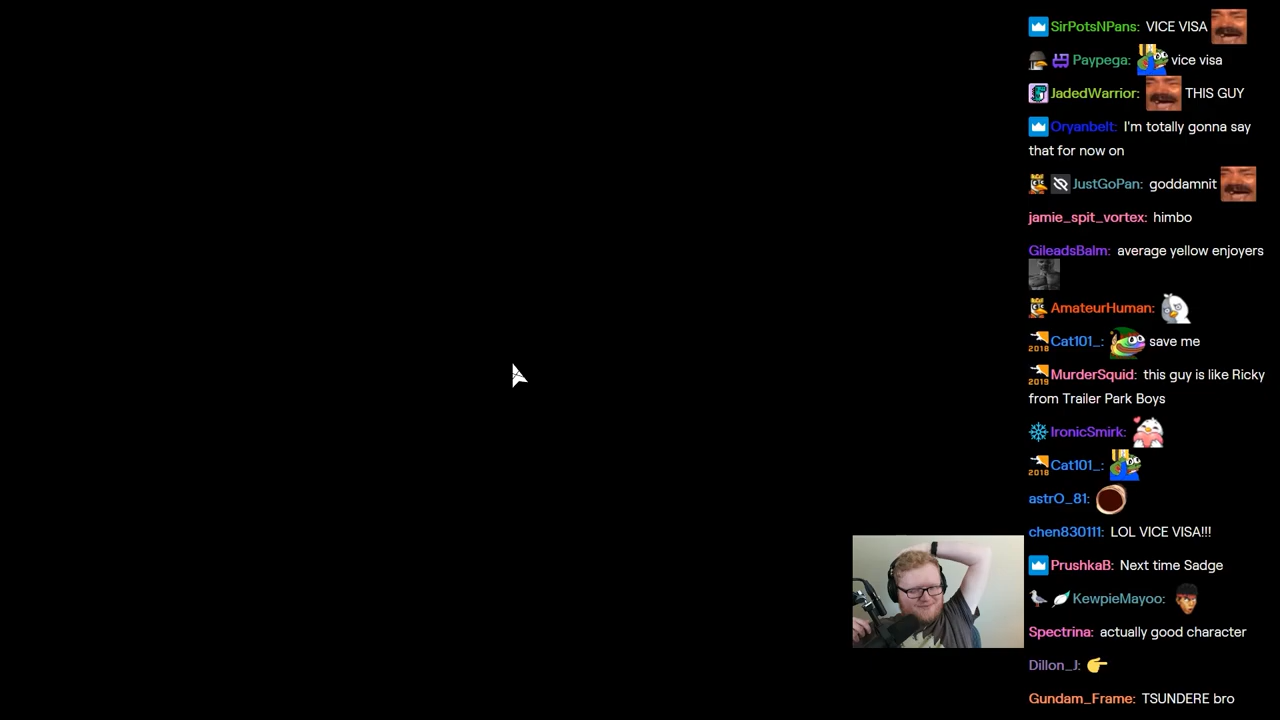 SirPotsNPans: VICE VISA
Paypega: vice visa
JadedWarrior: THIS GUY
Oryanbelt: I'm totally gonna say
that for now on
JustGoPan: goddamnit
jamie_spit_vortex: himbo
GileadsBalm: average yellow enjoyers
AmateurHuman:
2018 Cat101_: save me
2019 MurderSquid: this guy is like Ricky
from Trailer Park Boys
IronicSmirk:
2018 Cat101_:
astrO_81:
chen830111: LOL VICE VISA!!!
PrushkaB: Next time Sadge
KewpieMayoo:
Spectrina: actually good character
Dillon_J:
Gundam_Frame: TSUNDERE bro